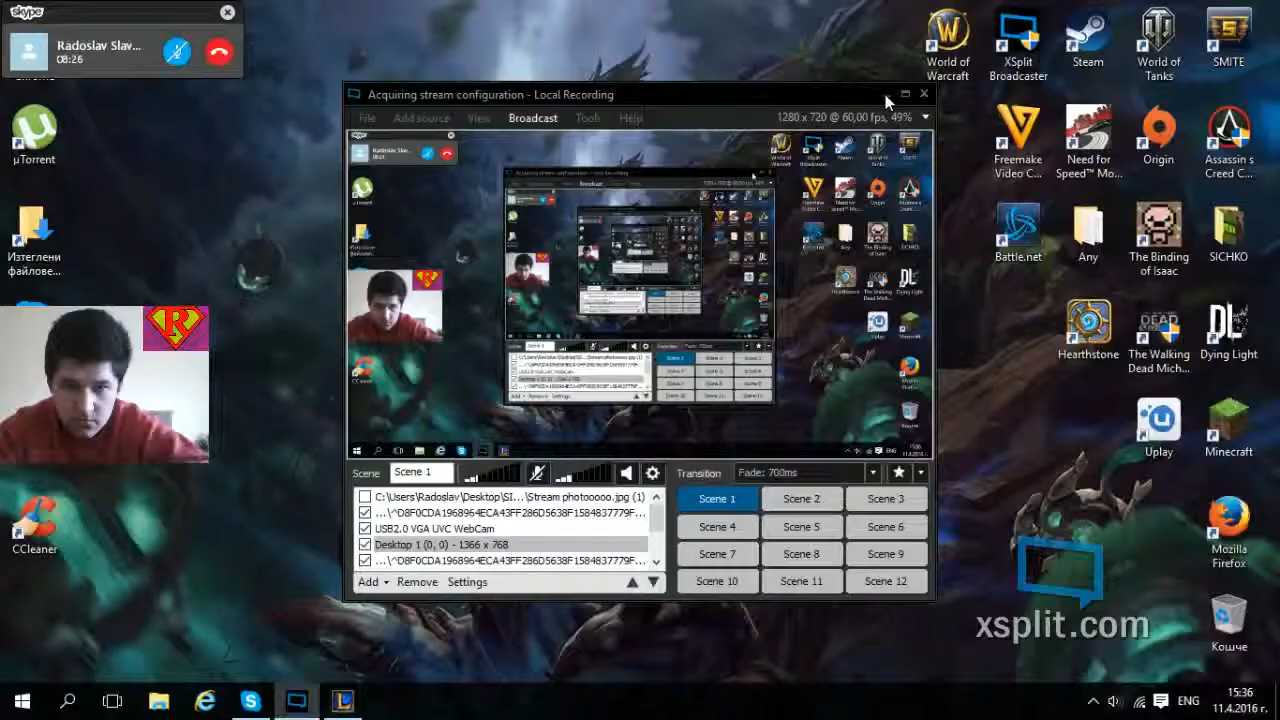 skype
Radoslav Slav...
08:26
µTorrent
Изтеглени
файлове...
CCleaner
World of
Warcraft
XSplit
Broadcaster
Steam
World of
Tanks
SMITE
Freemake
Video C...
Need for
Speed™ Mo...
Origin
Assassin s
Creed C...
Battle.net
Any
The Binding
of Isaac
SICHKO
Hearthstone
The Walking
Dead Mich...
Dying Light
Uplay
Minecraft
Mozilla
Firefox
Кошче
Acquiring stream configuration - Local Recording
File Add source View Broadcast Tools Help
1280 x 720 @ 60,00 fps, 49%
Scene Scene 1
Transition Fade: 700ms
C:\Users\Radoslav\Desktop\SI...\Stream photooooo.jpg (1)
...\^D8F0CDA1968964ECA43FF286D5638F1584837779F...
USB2.0 VGA UVC WebCam
Desktop 1 (0, 0) - 1366 x 768
...\^D8F0CDA1968964ECA43FF286D5638F1584837779F...
Add Remove Settings
Scene 1 Scene 2 Scene 3
Scene 4 Scene 5 Scene 6
Scene 7 Scene 8 Scene 9
Scene 10 Scene 11 Scene 12
xsplit.com
ENG
15:36
11.4.2016 г.